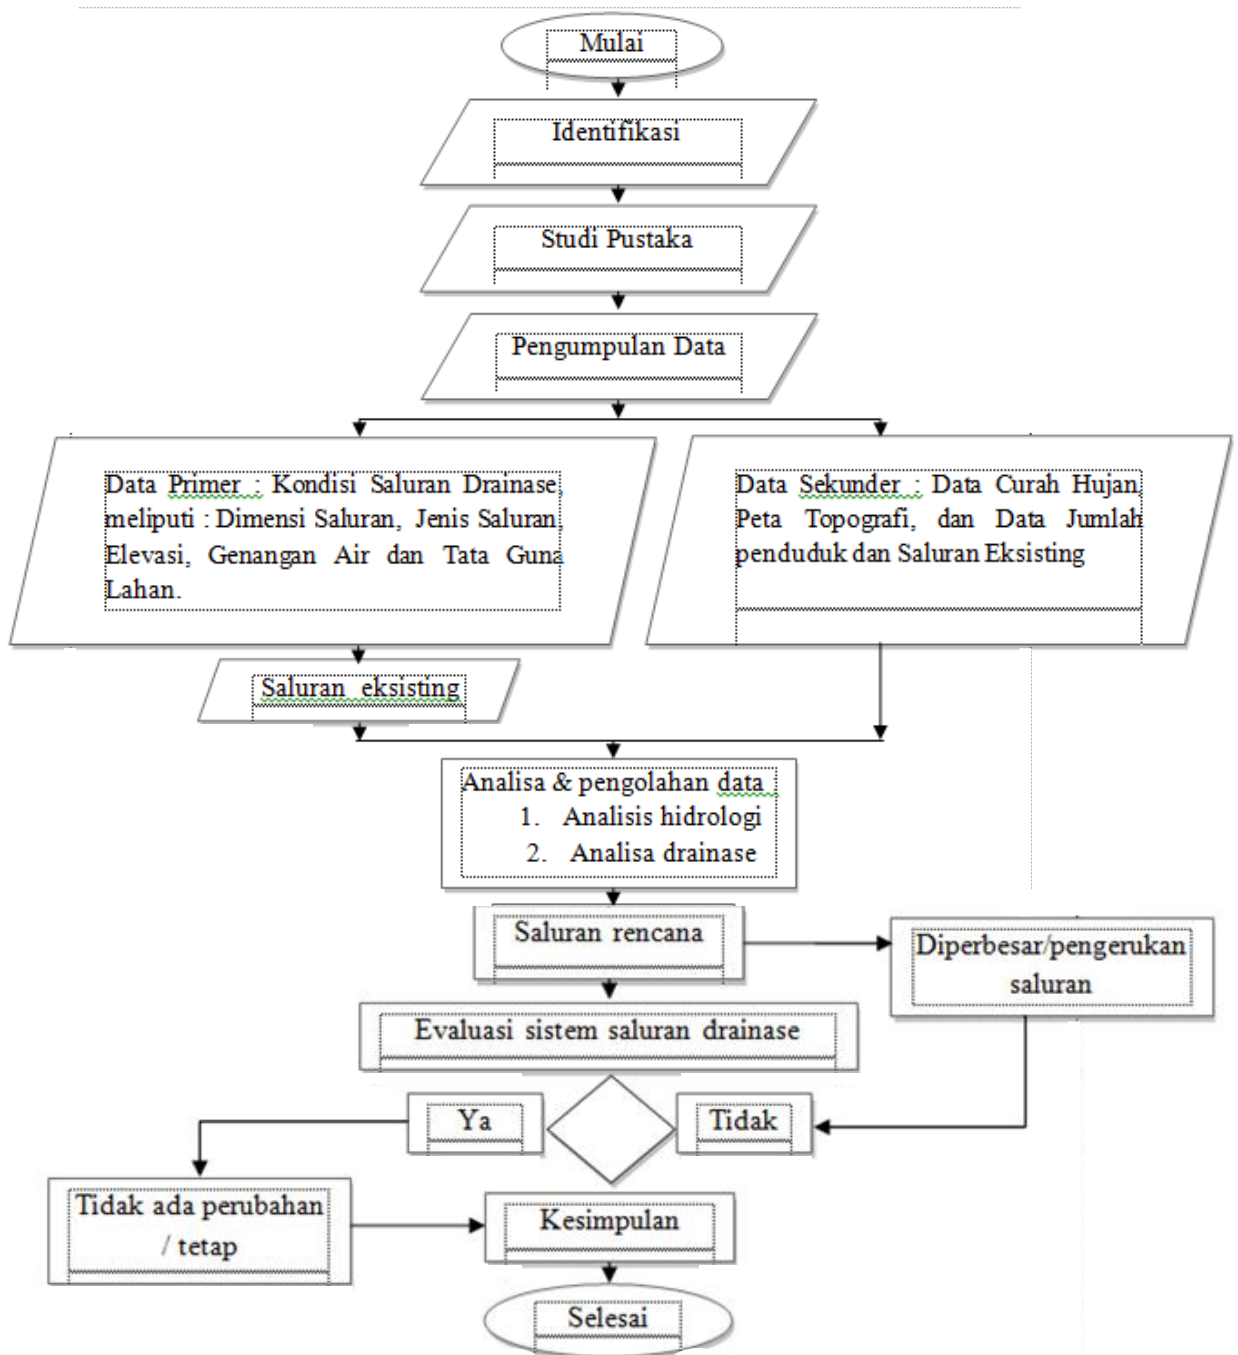 Mulai
Identifikasi
Studi Pustaka
Pengumpulan Data
Data Primer : Kondisi Saluran Drainase,
meliputi : Dimensi Saluran, Jenis Saluran,
Elevasi, Genangan Air dan Tata Guna
Lahan.
Data Sekunder : Data Curah Hujan,
Peta Topografi, dan Data Jumlah
penduduk dan Saluran Eksisting
Saluran eksisting
Analisa & pengolahan data :
1. Analisis hidrologi
2. Analisa drainase
Saluran rencana
Diperbesar/pengerukan
saluran
Evaluasi sistem saluran drainase
Ya
Tidak
Tidak ada perubahan
/ tetap
Kesimpulan
Selesai